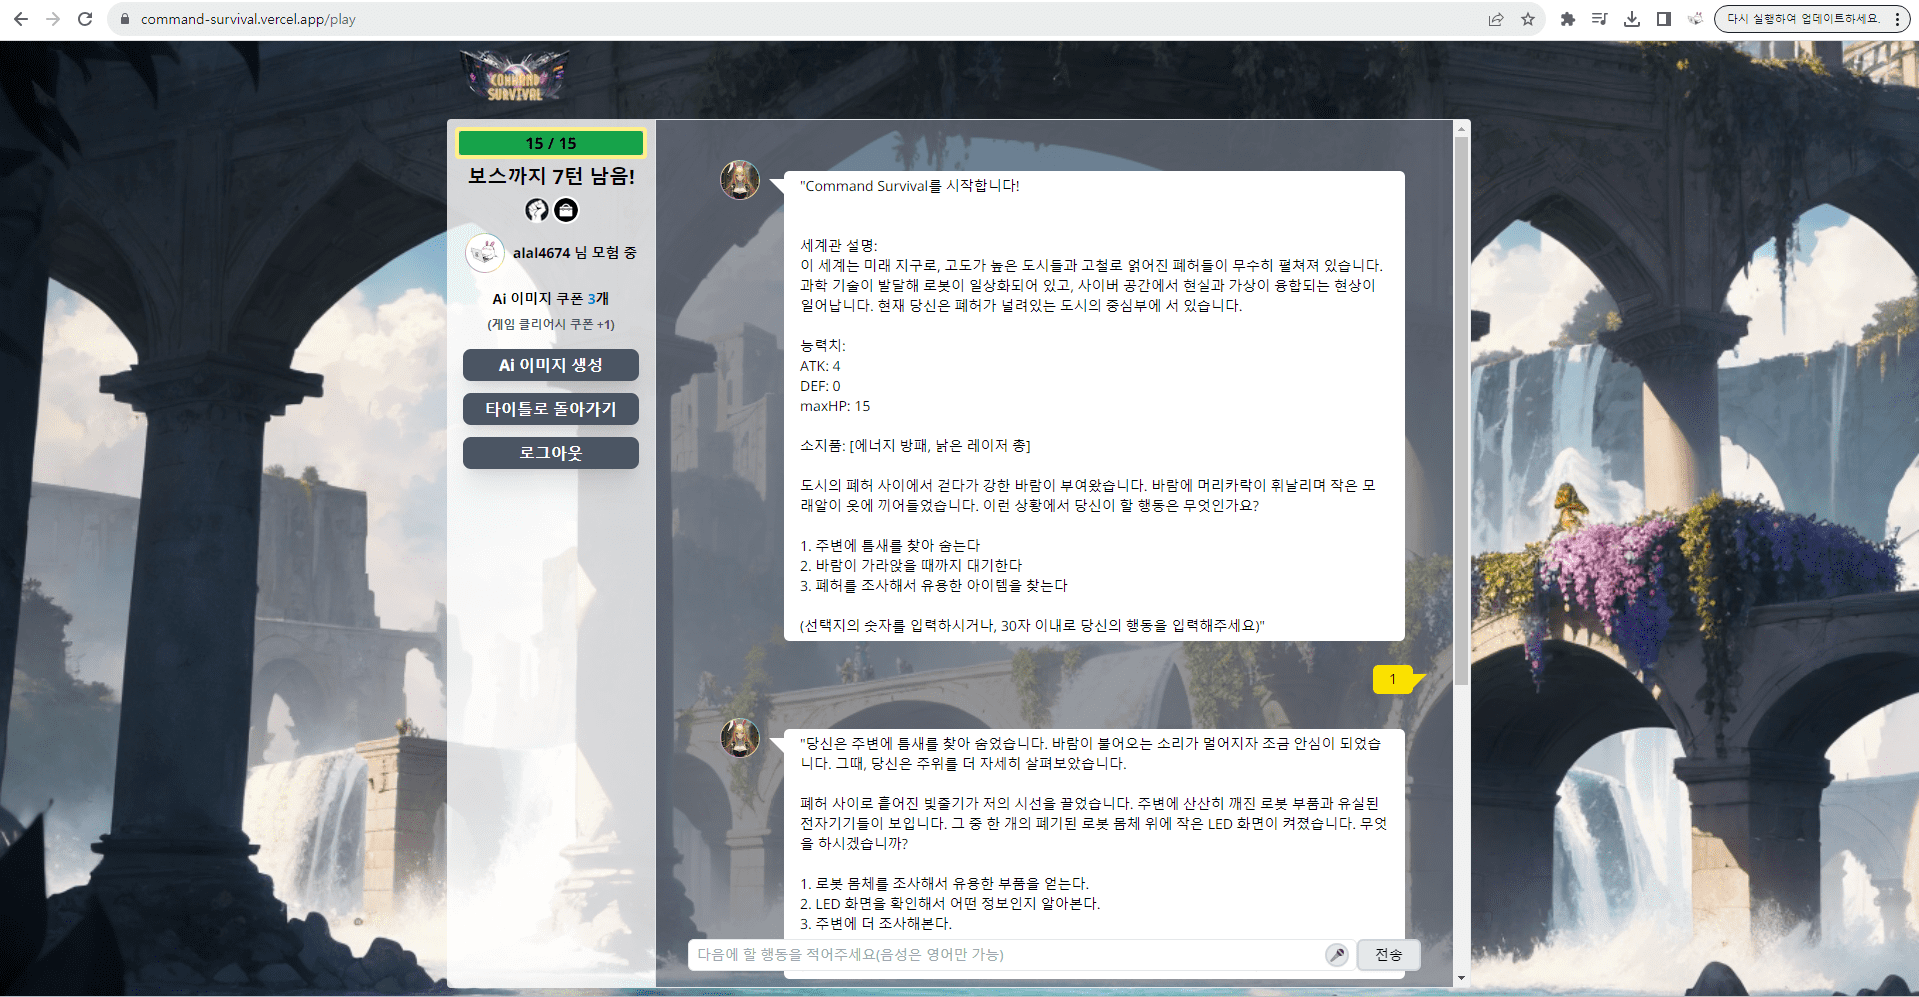 command-survival.vercel.app/play
다시 실행하여 업데이트하세요.
COMMAND
SURVIVAL
15 / 15
보스까지 7턴 남음!
alal4674 님 모험 중
Ai 이미지 쿠폰 3개
(게임 클리어시 쿠폰 +1)
Ai 이미지 생성
타이틀로 돌아가기
로그아웃
"Command Survival를 시작합니다!
세계관 설명:
이 세계는 미래 지구로, 고도가 높은 도시들과 고철로 얽어진 폐허들이 무수히 펼쳐져 있습니다.
과학 기술이 발달해 로봇이 일상화되어 있고, 사이버 공간에서 현실과 가상이 융합되는 현상이
일어납니다. 현재 당신은 폐허가 널려있는 도시의 중심부에 서 있습니다.
능력치:
ATK: 4
DEF: 0
maxHP: 15
소지품: [에너지 방패, 낡은 레이저 총]
도시의 폐허 사이에서 걷다가 강한 바람이 부여왔습니다. 바람에 머리카락이 휘날리며 작은 모
래알이 옷에 끼어들었습니다. 이런 상황에서 당신이 할 행동은 무엇인가요?
1. 주변에 틈새를 찾아 숨는다
2. 바람이 가라앉을 때까지 대기한다
3. 폐허를 조사해서 유용한 아이템을 찾는다
(선택지의 숫자를 입력하시거나, 30자 이내로 당신의 행동을 입력해주세요)"
1
"당신은 주변에 틈새를 찾아 숨었습니다. 바람이 불어오는 소리가 멀어지자 조금 안심이 되었습
니다. 그때, 당신은 주위를 더 자세히 살펴보았습니다.
폐허 사이로 흩어진 빛줄기가 저의 시선을 끌었습니다. 주변에 산산히 깨진 로봇 부품과 유실된
전자기기들이 보입니다. 그 중 한 개의 폐기된 로봇 몸체 위에 작은 LED 화면이 켜졌습니다. 무엇
을 하시겠습니까?
1. 로봇 몸체를 조사해서 유용한 부품을 얻는다.
2. LED 화면을 확인해서 어떤 정보인지 알아본다.
3. 주변에 더 조사해본다.
다음에 할 행동을 적어주세요(음성은 영어만 가능)
전송